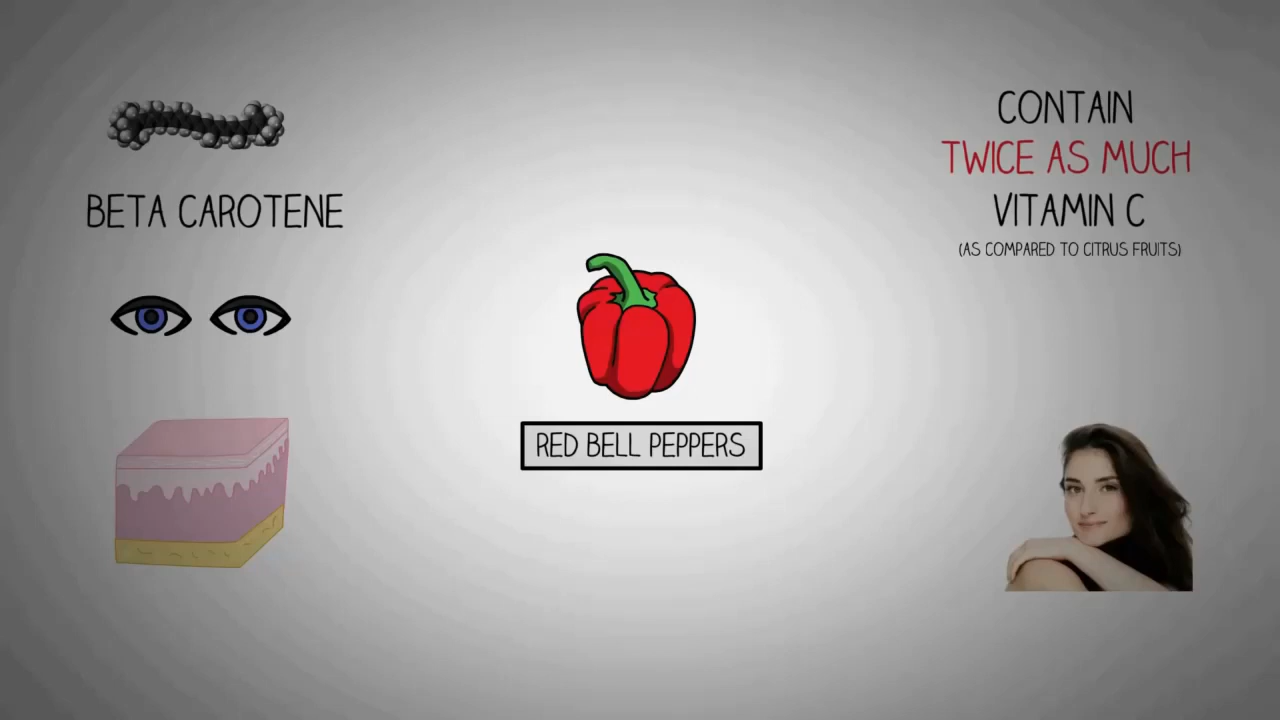 BETA CAROTENE
RED BELL PEPPERS
CONTAIN
TWICE AS MUCH
VITAMIN C
(AS COMPARED TO CITRUS FRUITS)